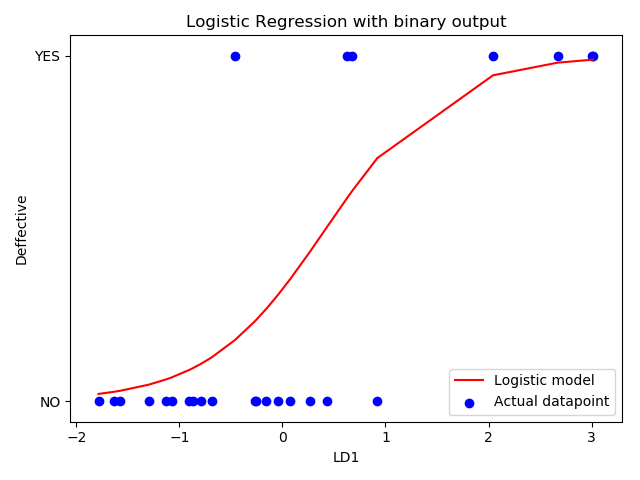 Logistic Regression with binary output
YES
Deffective
NO
Logistic model
Actual datapoint
−2
−1
0
1
2
3
LD1